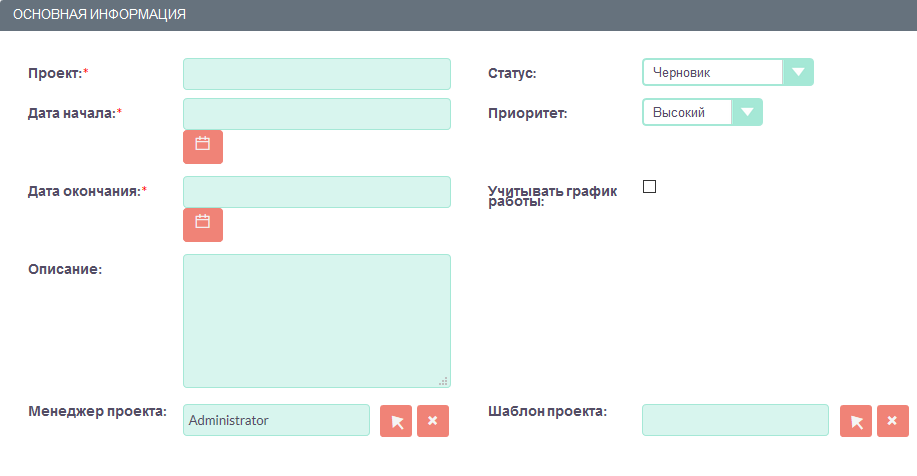 ОСНОВНАЯ ИНФОРМАЦИЯ
Проект:*
Статус: Черновик
Дата начала:*
Приоритет: Высокий
Дата окончания:*
Учитывать график
работы:
Описание:
Менеджер проекта: Administrator
Шаблон проекта: